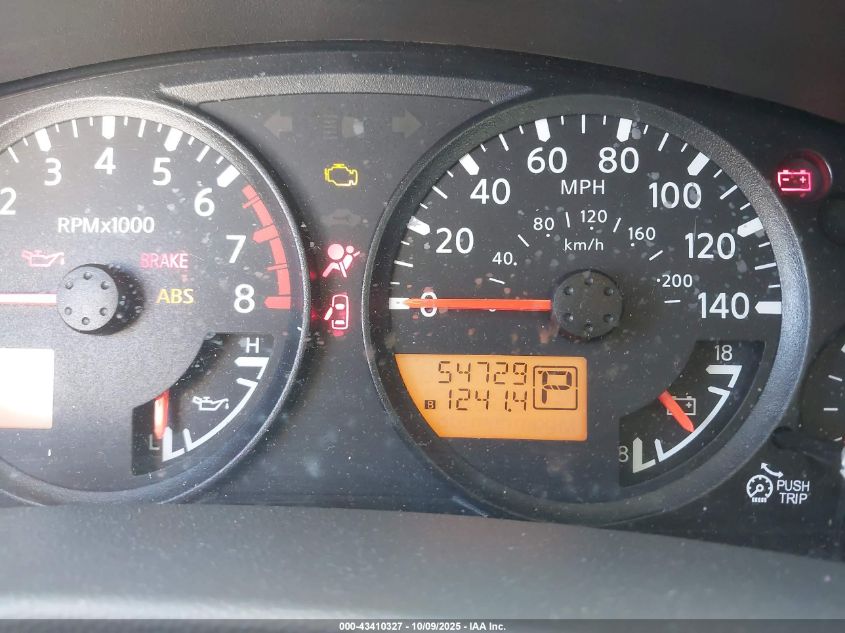 2 3 4 5 6 7 8
RPMx1000
BRAKE
ABS
H
L
0 20 40 60 80 100 120 140
MPH
40 80 120 160 200
km/h
54729
B 1241.4
P
18
8
PUSH
TRIP
000-43410327 - 10/09/2025 - IAA Inc.